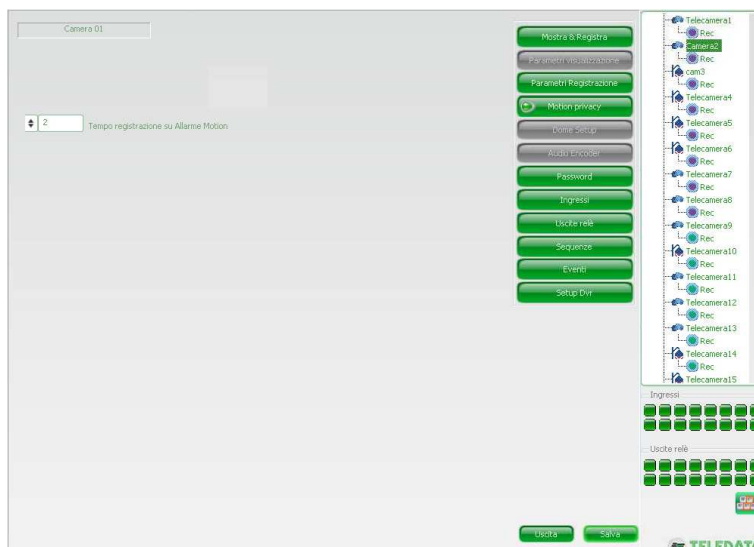 Camera 01
2
Tempo registrazione su Allarme Motion
Mostra & Registra
Parametri visualizzazione
Parametri Registrazione
Motion privacy
Dome Setup
Audio Encoder
Password
Ingressi
Uscite relè
Sequenze
Eventi
Setup Dvr
Uscita
Salva
Telecamera1
Rec
Camera2
Rec
cam3
Rec
Telecamera4
Rec
Telecamera5
Rec
Telecamera6
Rec
Telecamera7
Rec
Telecamera8
Rec
Telecamera9
Rec
Telecamera10
Rec
Telecamera11
Rec
Telecamera12
Rec
Telecamera13
Rec
Telecamera14
Rec
Telecamera15
Ingressi
Uscite relè
TELEDAT